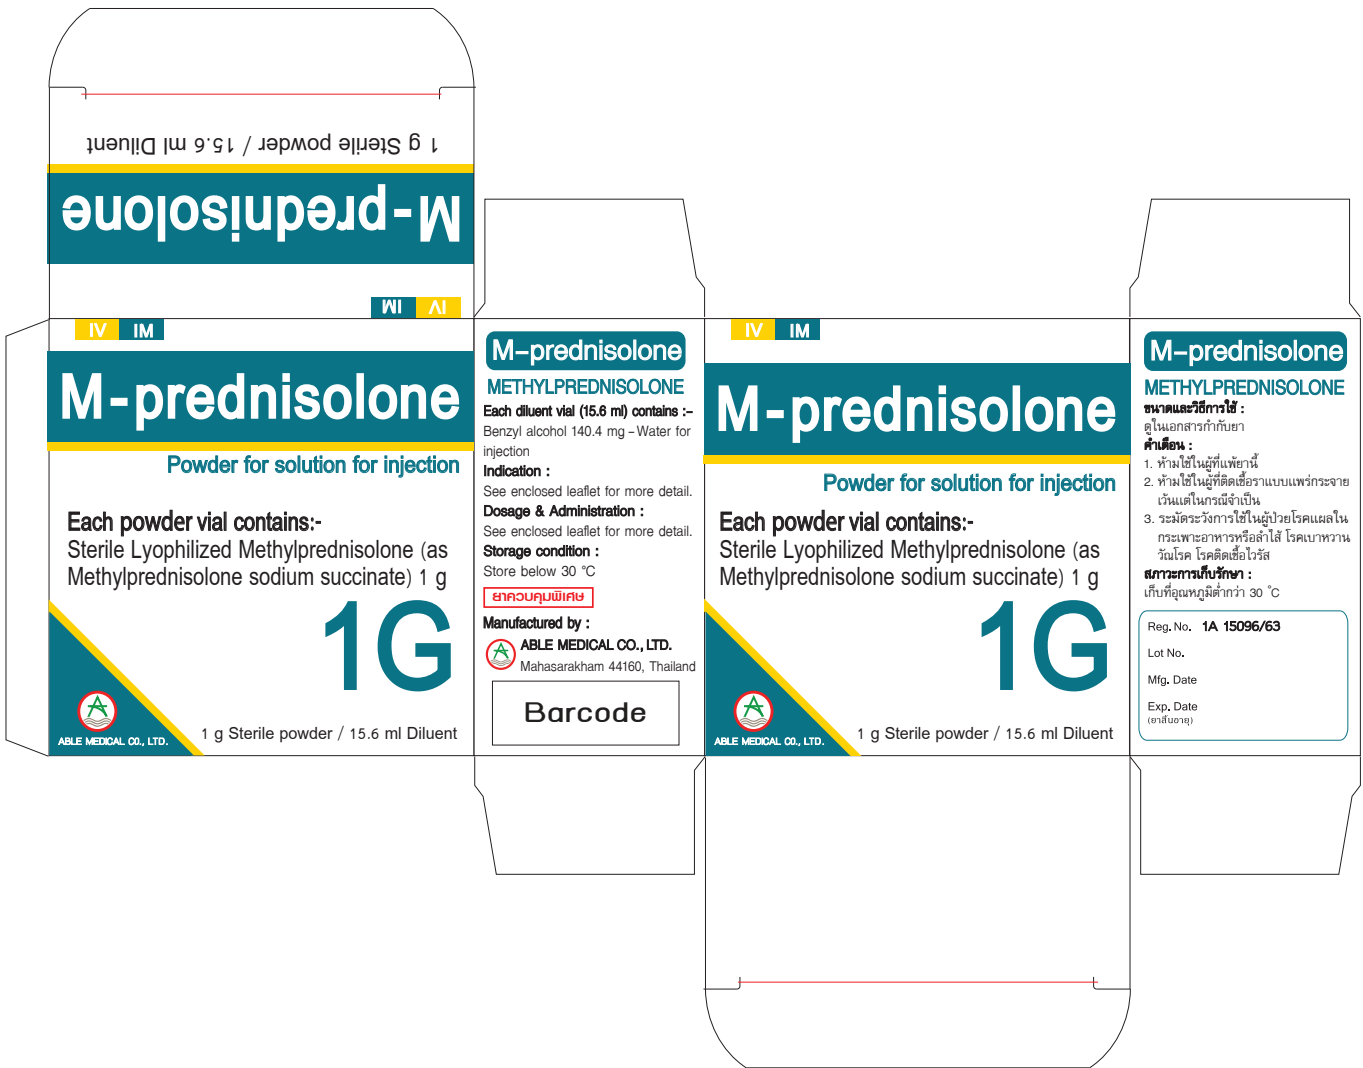 1 g Sterile powder / 15.6 ml Diluent
M-prednisolone
IV IM
IV IM
M-prednisolone
Powder for solution for injection
Each powder vial contains:-
Sterile Lyophilized Methylprednisolone (as
Methylprednisolone sodium succinate) 1 g
1G
ABLE MEDICAL CO., LTD.
1 g Sterile powder / 15.6 ml Diluent
M-prednisolone
METHYLPREDNISOLONE
Each diluent vial (15.6 ml) contains :-
Benzyl alcohol 140.4 mg - Water for
injection
Indication :
See enclosed leaflet for more detail.
Dosage & Administration :
See enclosed leaflet for more detail.
Storage condition :
Store below 30 °C
ยาควบคุมพิเศษ
Manufactured by :
ABLE MEDICAL CO., LTD.
Mahasarakham 44160, Thailand
Barcode
IV IM
M-prednisolone
Powder for solution for injection
Each powder vial contains:-
Sterile Lyophilized Methylprednisolone (as
Methylprednisolone sodium succinate) 1 g
1G
ABLE MEDICAL CO., LTD.
1 g Sterile powder / 15.6 ml Diluent
M-prednisolone
METHYLPREDNISOLONE
ขนาดและวิธีการใช้ :
ดูในเอกสารกำกับยา
คำเตือน :
1. ห้ามใช้ในผู้ที่แพ้ยานี้
2. ห้ามใช้ในผู้ที่ติดเชื้อราแบบแพร่กระจาย
เว้นแต่ในกรณีจำเป็น
3. ระมัดระวังการใช้ในผู้ป่วยโรคแผลใน
กระเพาะอาหารหรือลำไส้ โรคเบาหวาน
วัณโรค โรคติดเชื้อไวรัส
สภาวะการเก็บรักษา :
เก็บที่อุณหภูมิต่ำกว่า 30 °C
Reg. No. 1A 15096/63
Lot No.
Mfg. Date
Exp. Date
(ยาสิ้นอายุ)